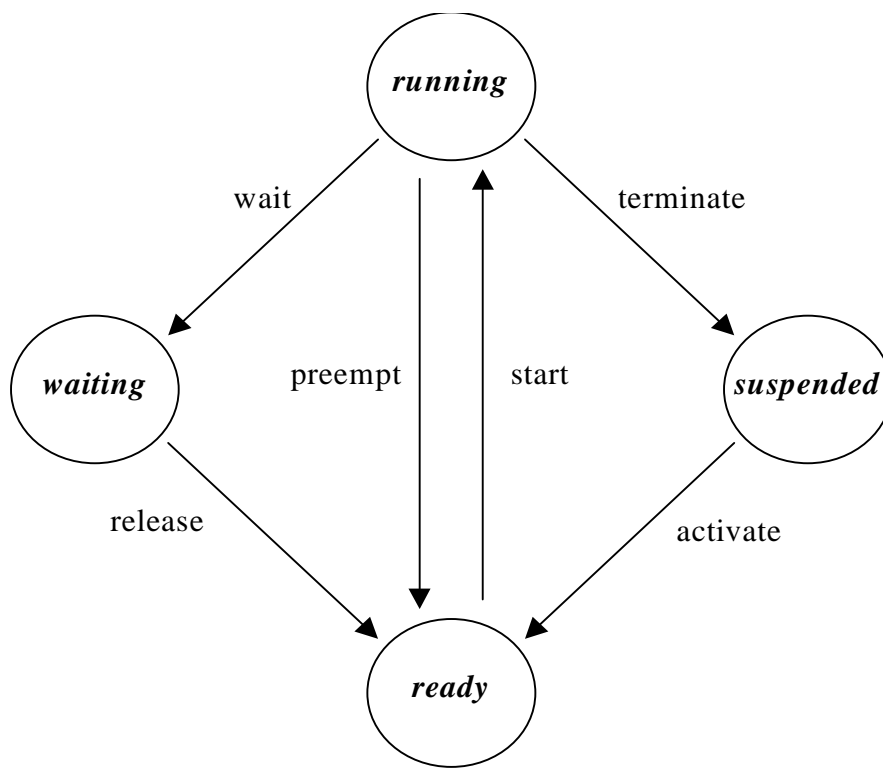 running
wait
terminate
waiting
preempt
start
suspended
release
activate
ready